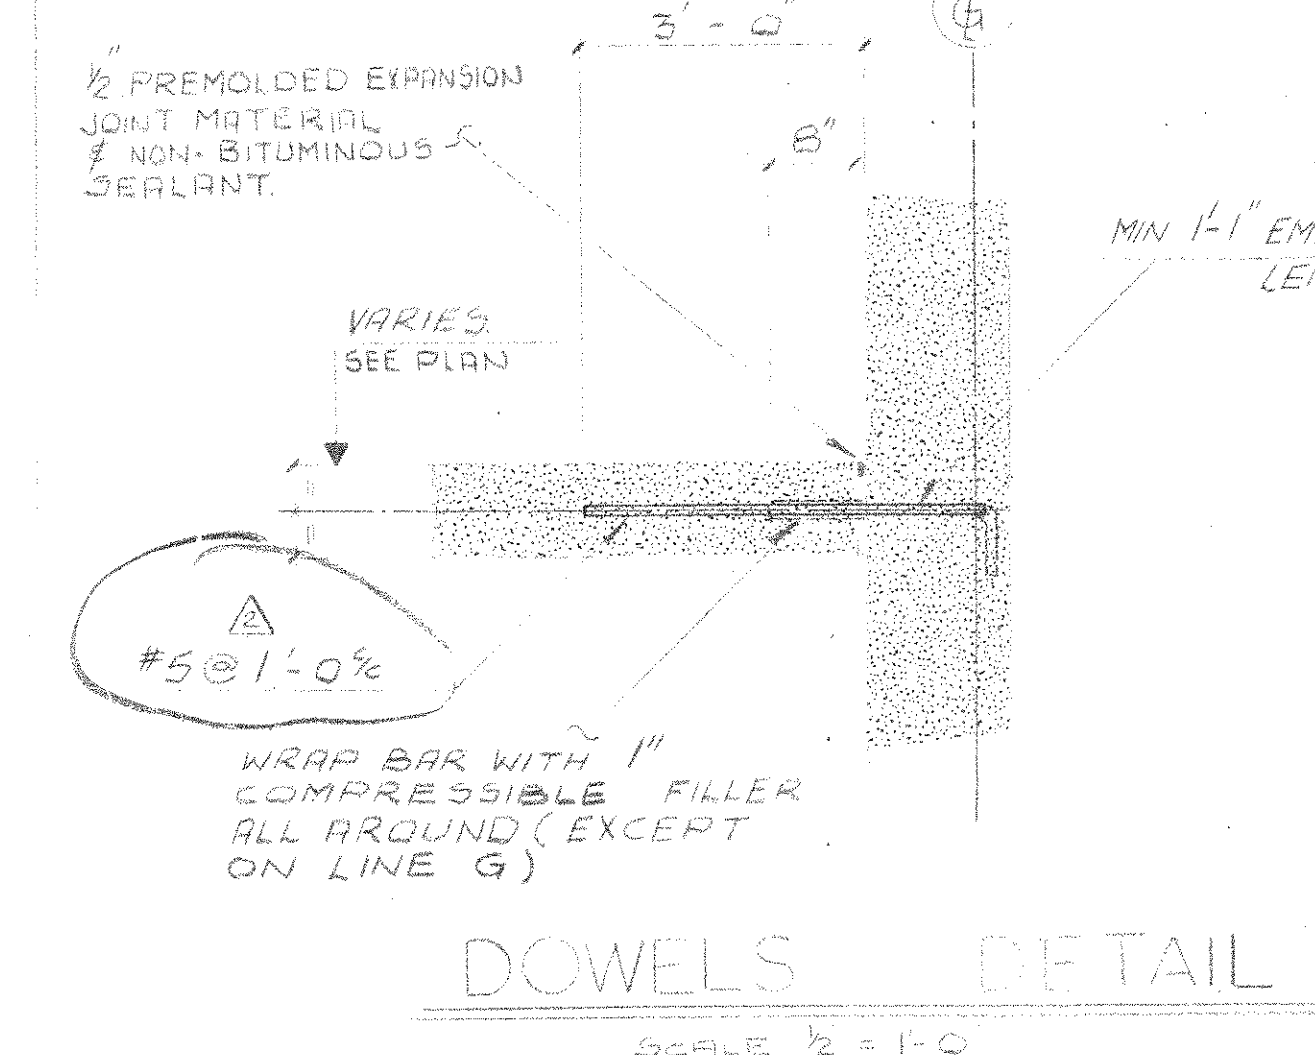 3'-0"
℄
1/2" PREMOLDED EXPANSION
JOINT MATERIAL
& NON-BITUMINOUS
SEALANT.
8"
MIN 1'-1"
VARIES
SEE PLAN
2
#5 @ 1'-0 c/c
WRAP BAR WITH 1"
COMPRESSIBLE FILLER
ALL AROUND (EXCEPT
ON LINE G)
DOWELS DETAIL
SCALE 1/2 = 1'-0